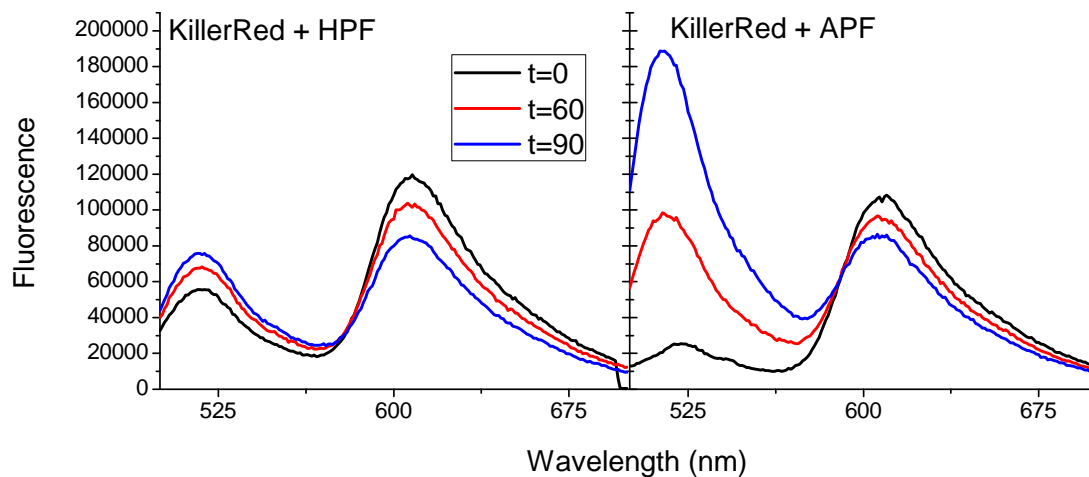 KillerRed + HPF
KillerRed + APF
t=0
t=60
t=90
200000
180000
160000
140000
120000
100000
80000
60000
40000
20000
0
Fluorescence
525
600
675
525
600
675
Wavelength (nm)